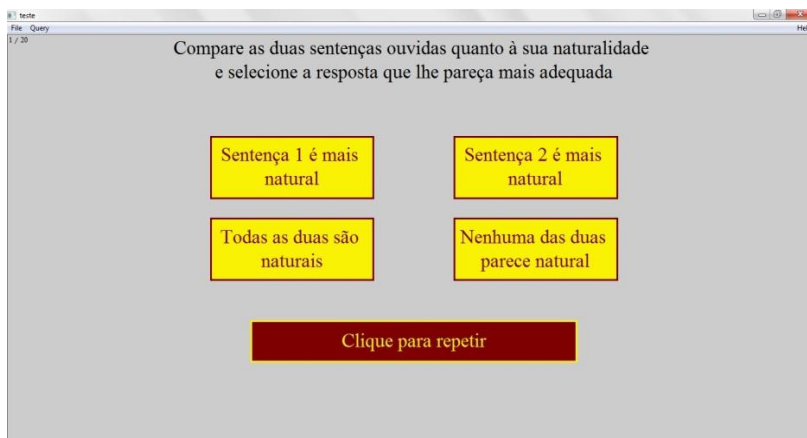 teste
File Query Hel
1 / 20
Compare as duas sentenças ouvidas quanto à sua naturalidade
e selecione a resposta que lhe pareça mais adequada
Sentença 1 é mais
natural
Sentença 2 é mais
natural
Todas as duas são
naturais
Nenhuma das duas
parece natural
Clique para repetir